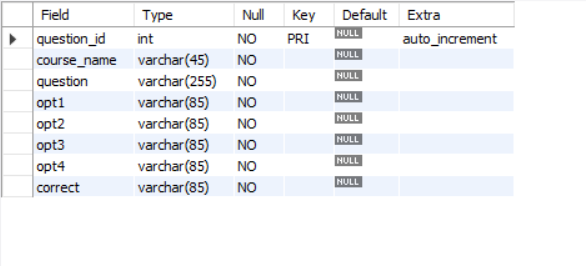 Field Type Null Key Default Extra
question_id int NO PRI NULL auto_increment
course_name varchar(45) NO NULL
question varchar(255) NO NULL
opt1 varchar(85) NO NULL
opt2 varchar(85) NO NULL
opt3 varchar(85) NO NULL
opt4 varchar(85) NO NULL
correct varchar(85) NO NULL